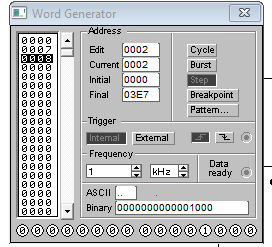 Word Generator
0000
0007
0008
0000
0000
0000
0000
0000
0000
0000
0000
0000
0000
0000
0000
0000
Address
Edit 0002
Current 0002
Initial 0000
Final 03E7
Cycle
Burst
Step
Breakpoint
Pattern...
Trigger
Internal External
Frequency
1 kHz
Data ready
ASCII ..
Binary 0000000000001000
0 0 0 0 0 0 0 0 0 0 0 0 1 0 0 0